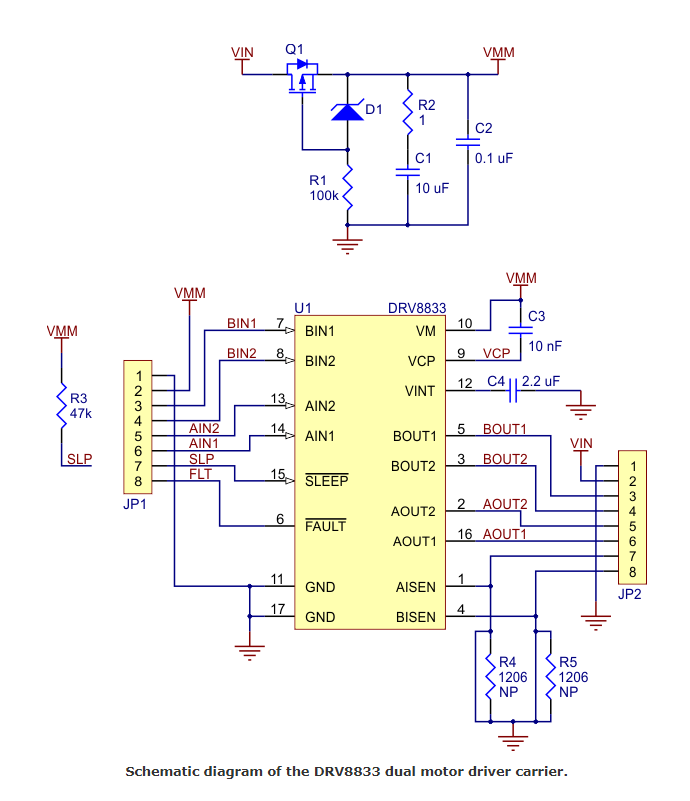 VIN
Q1
VMM
D1
R2
1
C2
0.1 uF
C1
10 uF
R1
100k
VMM
VMM
VMM
U1
DRV8833
C3
10 nF
BIN1
7
BIN1
VM
10
BIN2
8
BIN2
VCP
9
VCP
VINT
12
C4
2.2 uF
R3
47k
1
2
3
4
5
6
7
8
JP1
AIN2
13
AIN2
AIN1
14
AIN1
SLP
SLP
15
SLEEP
FLT
6
FAULT
BOUT1
5
BOUT1
BOUT2
3
BOUT2
AOUT2
2
AOUT2
AOUT1
16
AOUT1
VIN
1
2
3
4
5
6
7
8
JP2
11
GND
AISEN
1
17
GND
BISEN
4
R4
1206
NP
R5
1206
NP
Schematic diagram of the DRV8833 dual motor driver carrier.